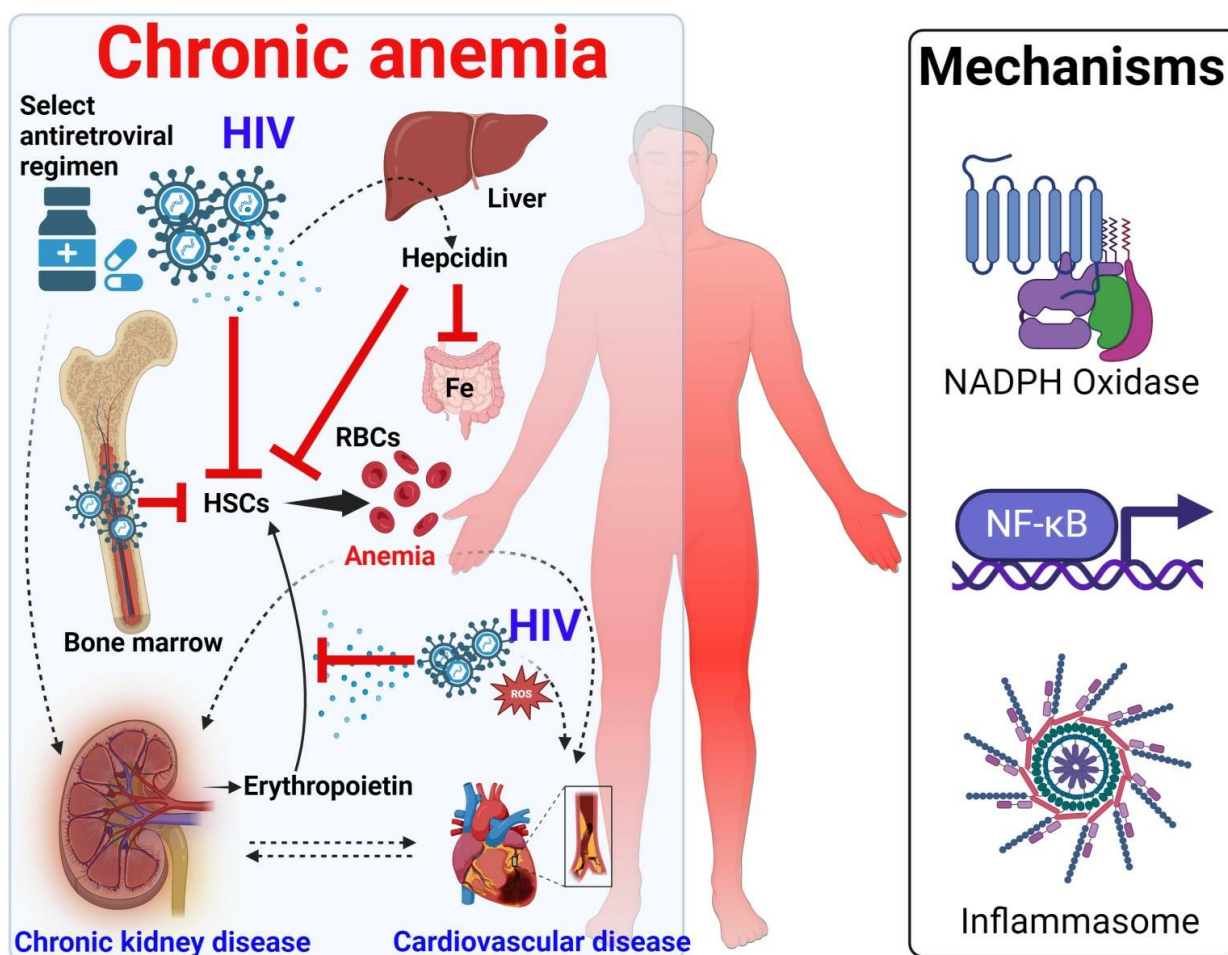 Chronic anemia
Select
antiretroviral
regimen
HIV
Liver
Hepcidin
Fe
RBCs
HSCs
Anemia
Bone marrow
HIV
ROS
Erythropoietin
Chronic kidney disease
Cardiovascular disease
Mechanisms
NADPH Oxidase
NF-κB
Inflammasome